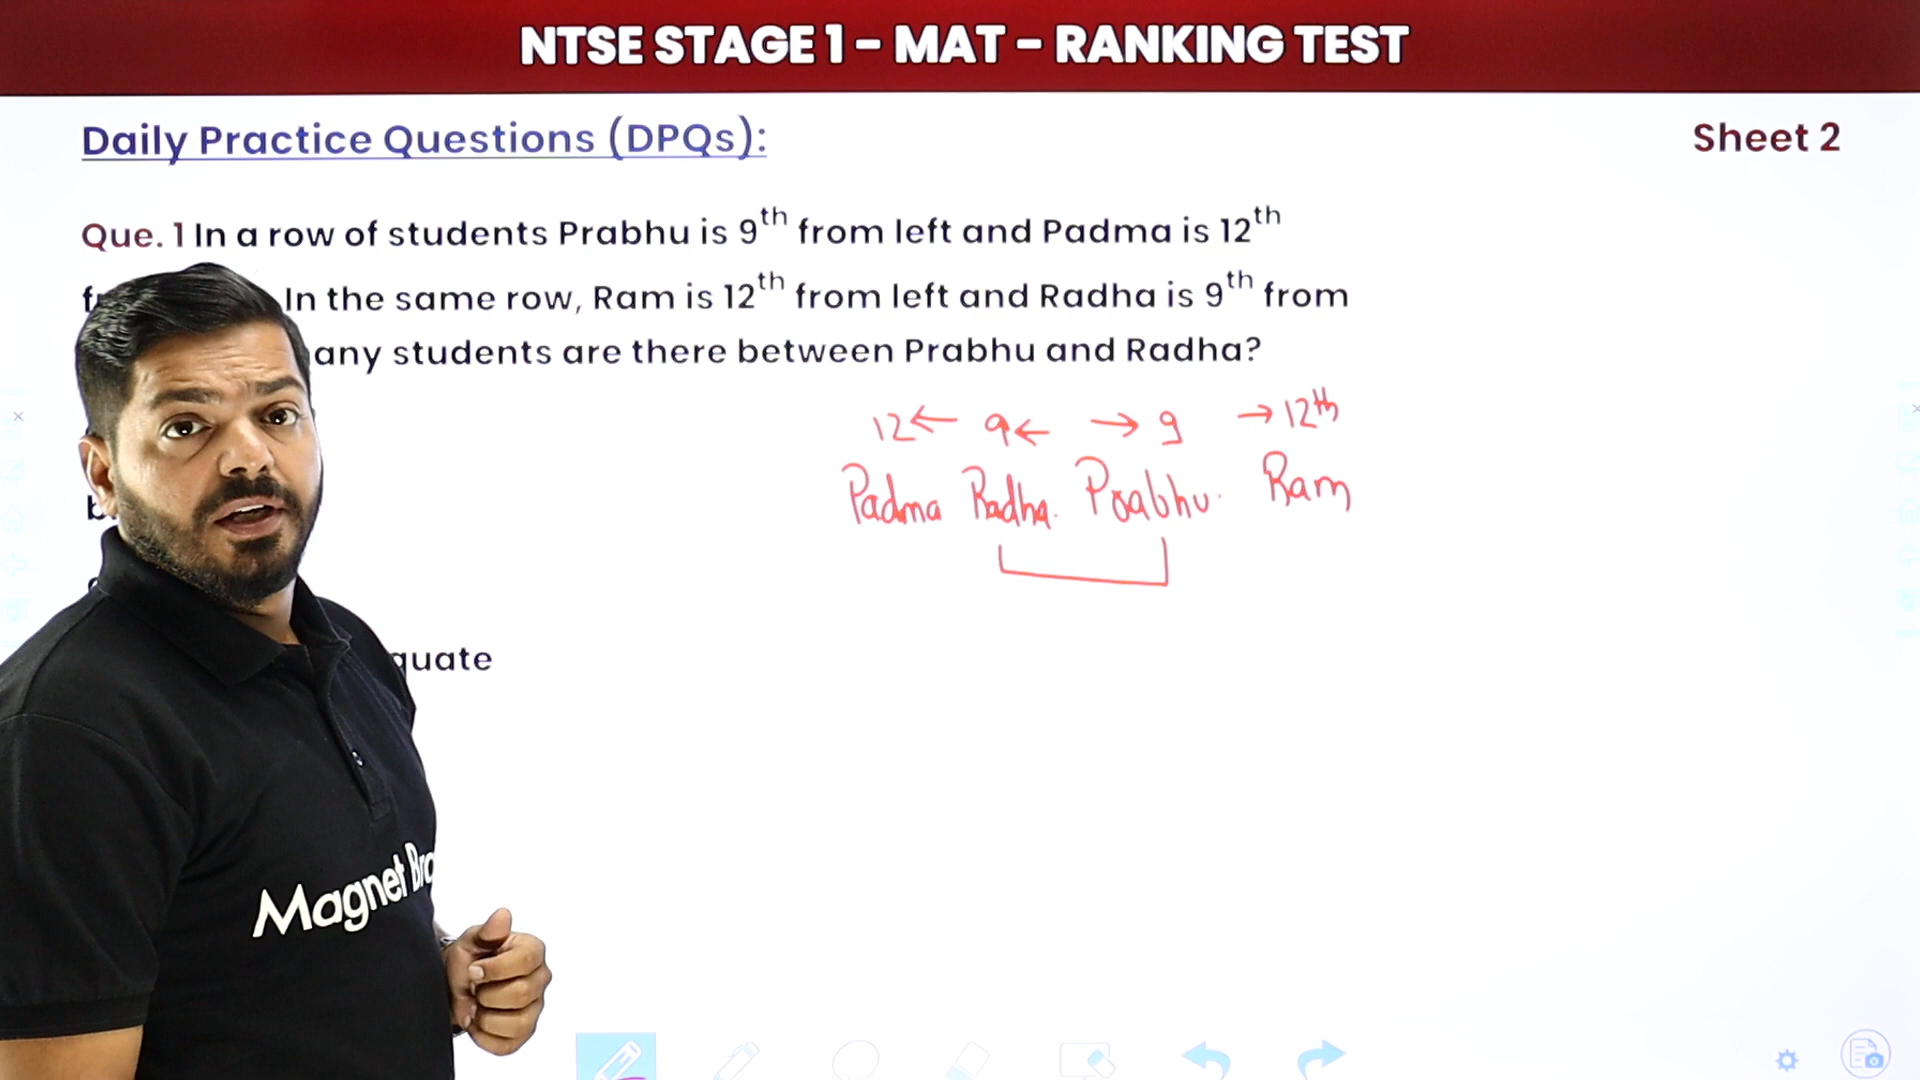 NTSE STAGE 1 – MAT – RANKING TEST
Daily Practice Questions (DPQs):
Sheet 2
Que. 1 In a row of students Prabhu is 9th from left and Padma is 12th
In the same row, Ram is 12th from left and Radha is 9th from
any students are there between Prabhu and Radha?
12← 9← →9 →12th
Padma Radha. Prabhu. Ram
quate
Magnet Br